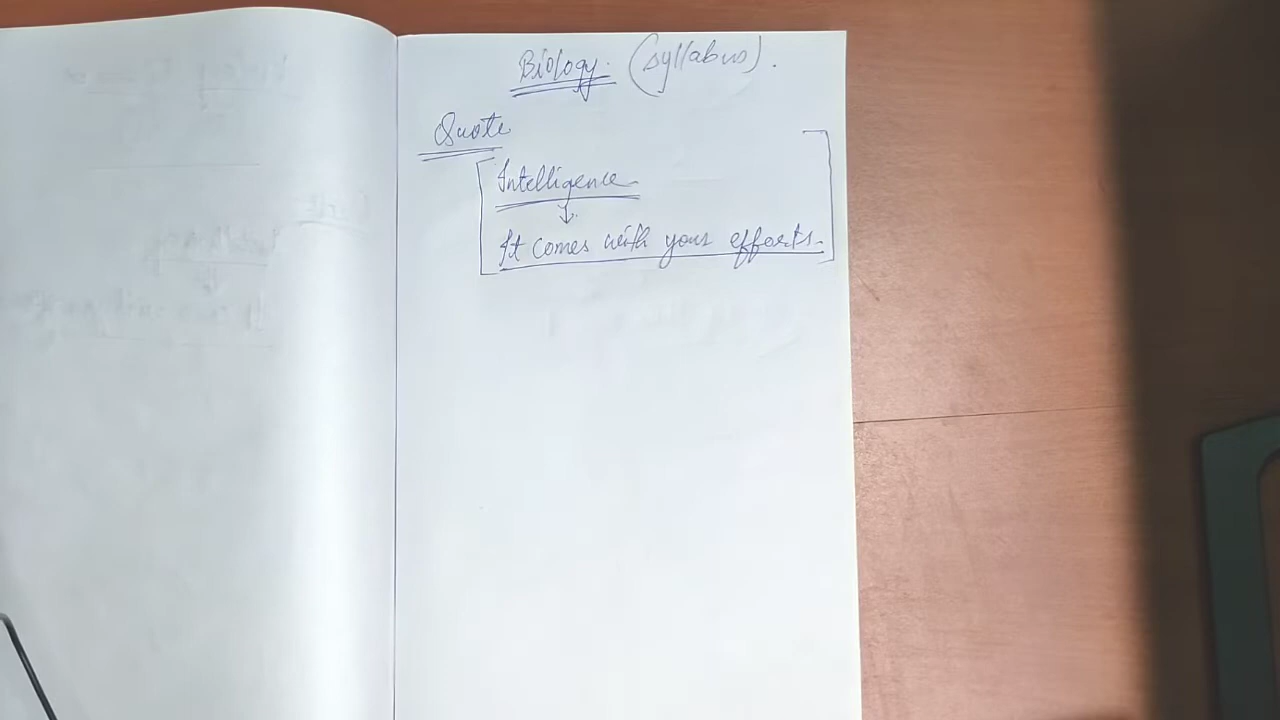 Biology. (Syllabus).
Quote
Intelligence
↓
It comes with your efforts.